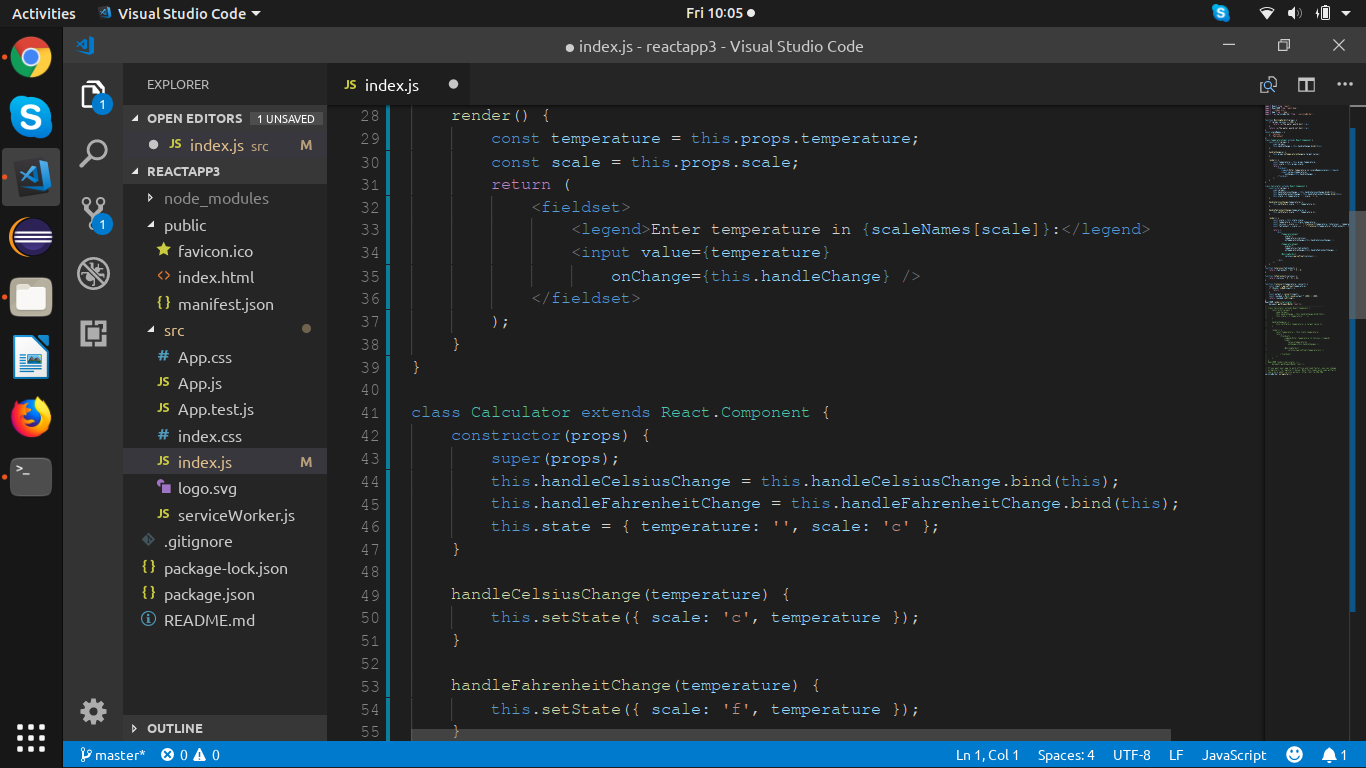 Activities Visual Studio Code Fri 10:05
index.js - reactapp3 - Visual Studio Code
EXPLORER
OPEN EDITORS 1 UNSAVED
JS index.js src M
REACTAPP3
node_modules
public
favicon.ico
<> index.html
{} manifest.json
src
# App.css
JS App.js
JS App.test.js
# index.css
JS index.js M
logo.svg
JS serviceWorker.js
.gitignore
{} package-lock.json
{} package.json
README.md
OUTLINE
1
1
JS index.js
28 render() {
29 const temperature = this.props.temperature;
30 const scale = this.props.scale;
31 return (
32 <fieldset>
33 <legend>Enter temperature in {scaleNames[scale]}:</legend>
34 <input value={temperature}
35 onChange={this.handleChange} />
36 </fieldset>
37 );
38 }
39 }
40
41 class Calculator extends React.Component {
42 constructor(props) {
43 super(props);
44 this.handleCelsiusChange = this.handleCelsiusChange.bind(this);
45 this.handleFahrenheitChange = this.handleFahrenheitChange.bind(this);
46 this.state = { temperature: '', scale: 'c' };
47 }
48
49 handleCelsiusChange(temperature) {
50 this.setState({ scale: 'c', temperature });
51 }
52
53 handleFahrenheitChange(temperature) {
54 this.setState({ scale: 'f', temperature });
55 }
master* 0 0 Ln 1, Col 1 Spaces: 4 UTF-8 LF JavaScript 1